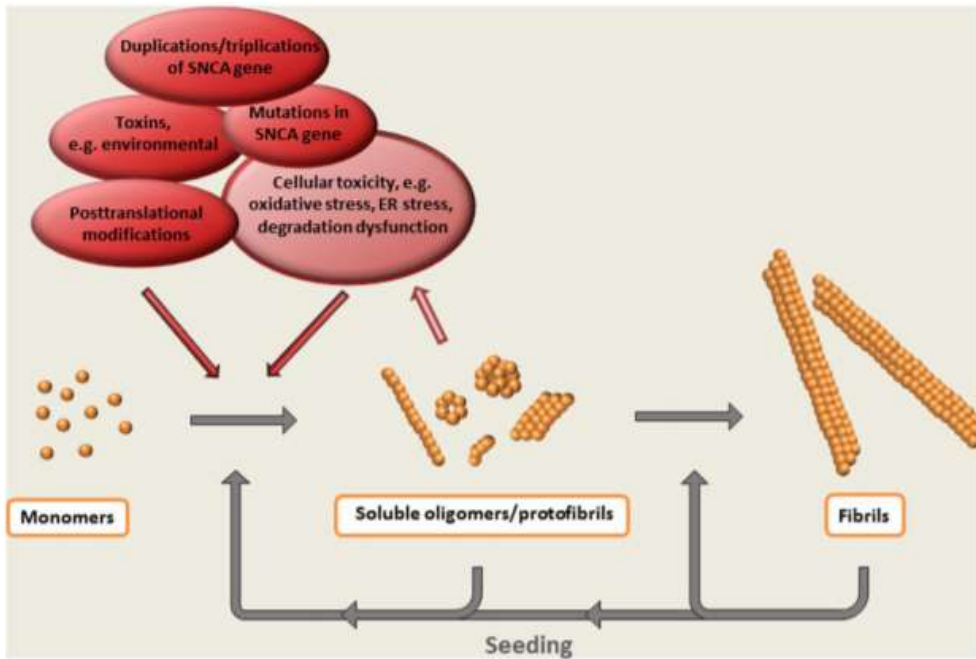 Duplications/triplications
of SNCA gene
Toxins,
e.g. environmental
Mutations in
SNCA gene
Posttranslational
modifications
Cellular toxicity, e.g.
oxidative stress, ER stress,
degradation dysfunction
Monomers
Soluble oligomers/protofibrils
Fibrils
Seeding